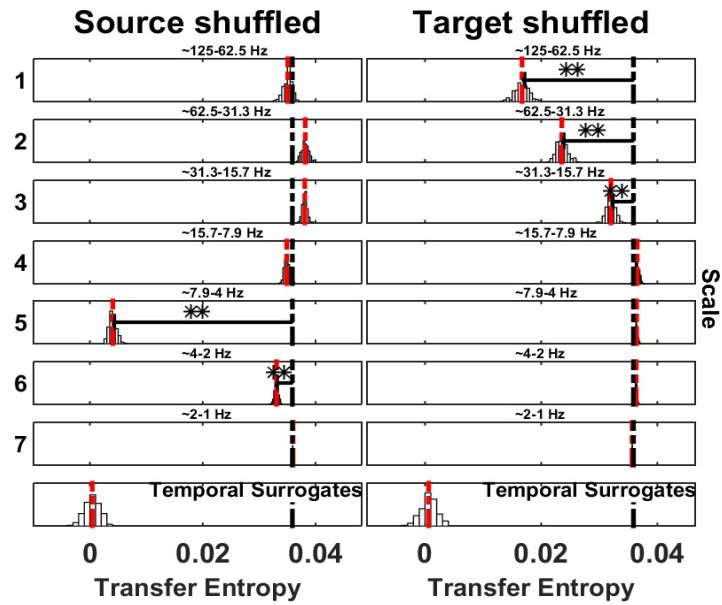 Source shuffled
Target shuffled
~125-62.5 Hz
~125-62.5 Hz
1
**
~62.5-31.3 Hz
~62.5-31.3 Hz
2
**
~31.3-15.7 Hz
~31.3-15.7 Hz
3
**
~15.7-7.9 Hz
~15.7-7.9 Hz
4
Scale
~7.9-4 Hz
~7.9-4 Hz
5
**
~4-2 Hz
~4-2 Hz
6
**
~2-1 Hz
~2-1 Hz
7
Temporal Surrogates
Temporal Surrogates
0 0.02 0.04
0 0.02 0.04
Transfer Entropy
Transfer Entropy